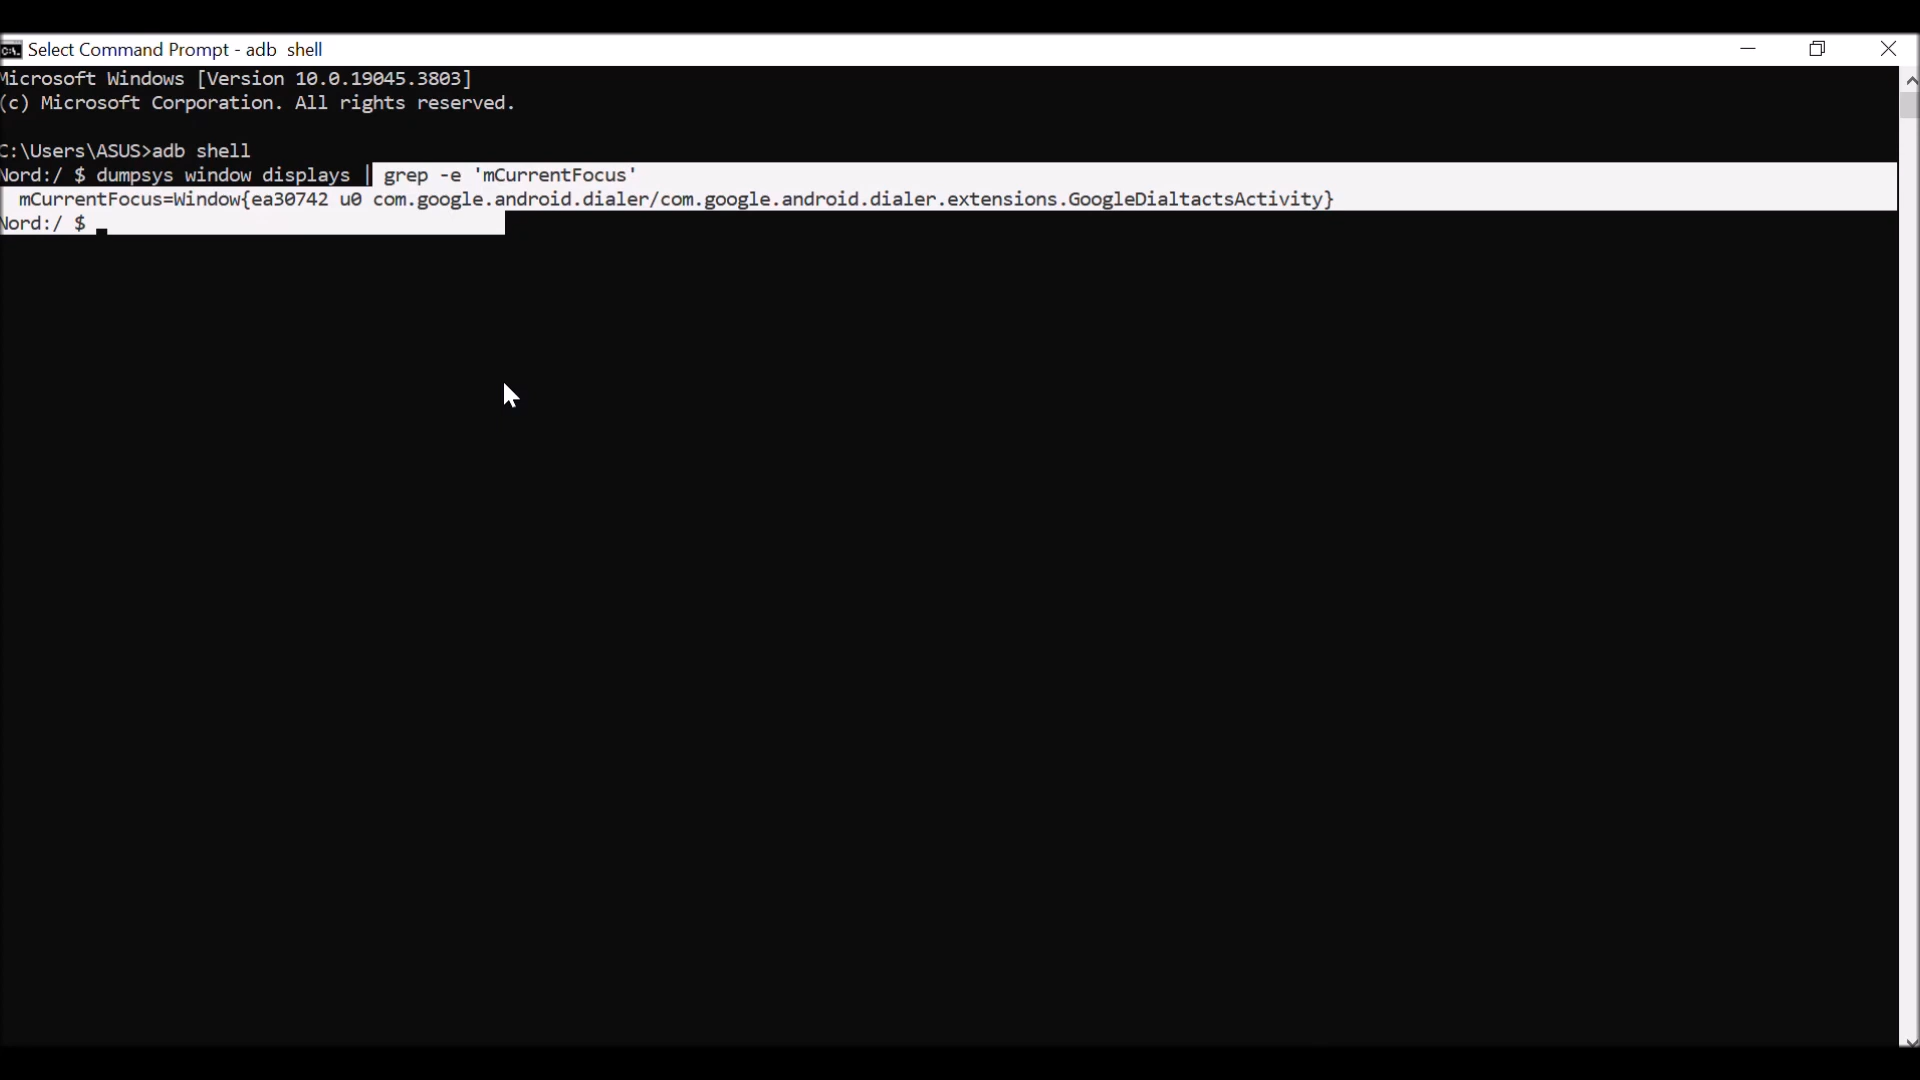 Select Command Prompt - adb  shell
Microsoft Windows [Version 10.0.19045.3803]
(c) Microsoft Corporation. All rights reserved.
C:\Users\ASUS>adb shell
Nord:/ $ dumpsys window displays | grep -e 'mCurrentFocus'
mCurrentFocus=Window{ea30742 u0 com.google.android.dialer/com.google.android.dialer.extensions.GoogleDialtactsActivity}
Nord:/ $